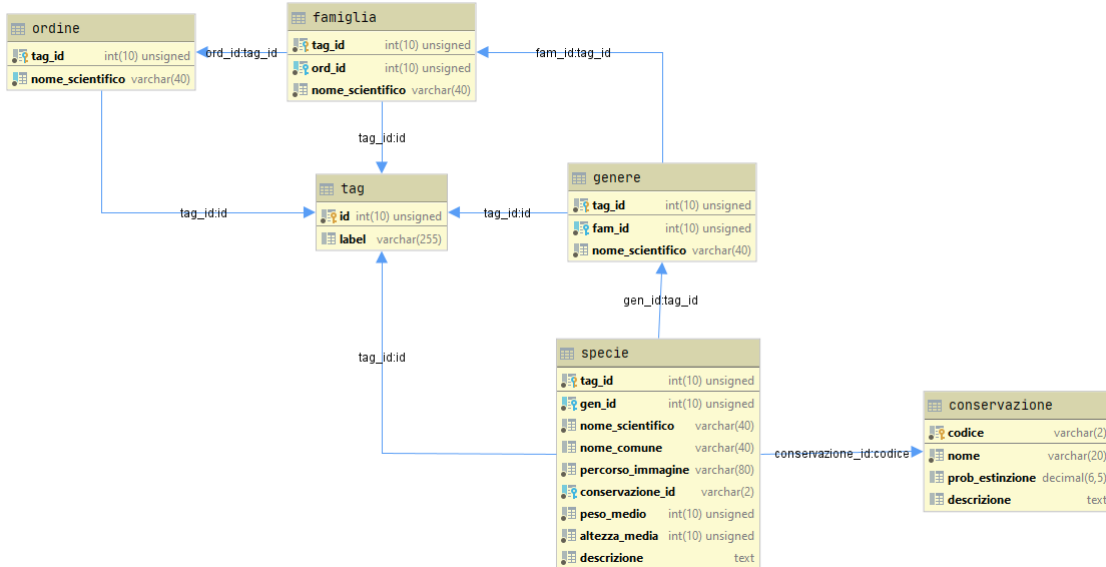 ordine
tag_id int(10) unsigned
nome_scientifico varchar(40)
ord_id:tag_id
famiglia
tag_id int(10) unsigned
ord_id int(10) unsigned
nome_scientifico varchar(40)
fam_id:tag_id
tag_id:id
tag
id int(10) unsigned
label varchar(255)
tag_id:id
tag_id:id
genere
tag_id int(10) unsigned
fam_id int(10) unsigned
nome_scientifico varchar(40)
gen_id:tag_id
tag_id:id
specie
tag_id int(10) unsigned
gen_id int(10) unsigned
nome_scientifico varchar(40)
nome_comune varchar(40)
percorso_immagine varchar(80)
conservazione_id varchar(2)
peso_medio int(10) unsigned
altezza_media int(10) unsigned
descrizione text
conservazione_id:codice
conservazione
codice varchar(2)
nome varchar(20)
prob_estinzione decimal(6,5)
descrizione text